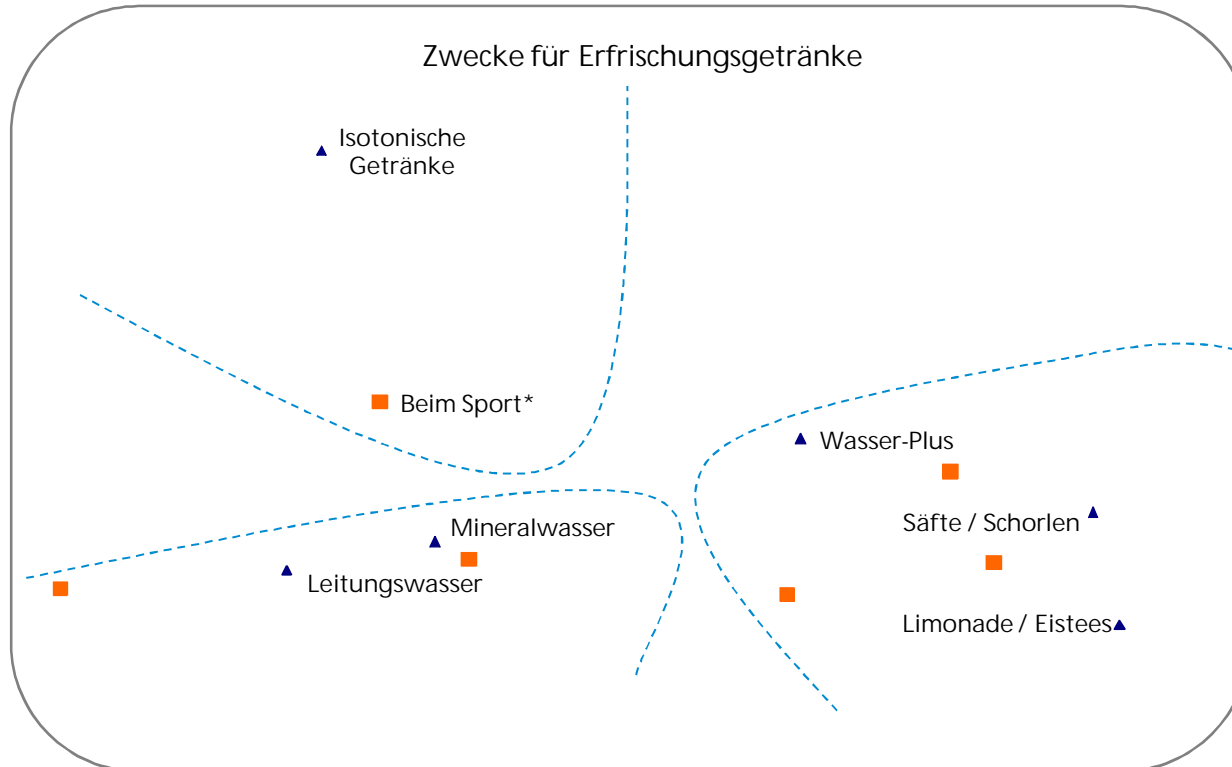 Zwecke für Erfrischungsgetränke
Isotonische
Getränke
Beim Sport*
Wasser-Plus
Säfte / Schorlen
Mineralwasser
Leitungswasser
Limonade / Eistees